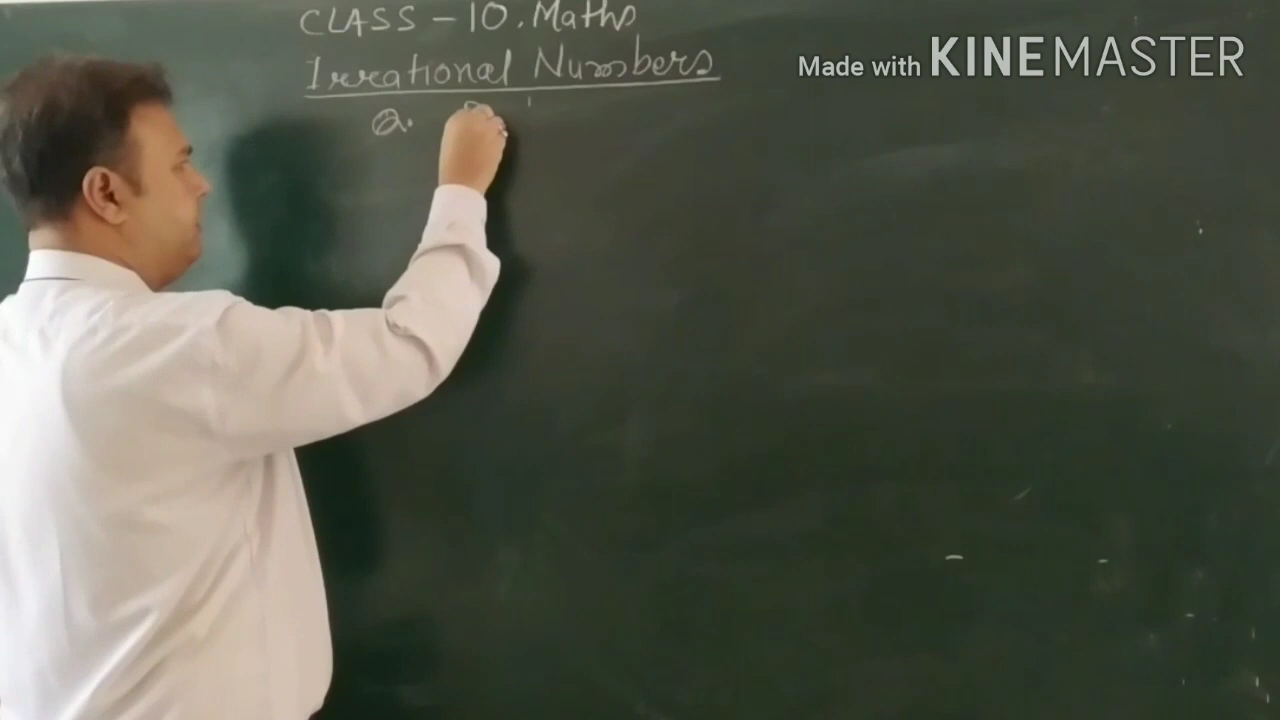 CLASS - 10. Maths
Irrational Numbers
Q.
Made with KINEMASTER